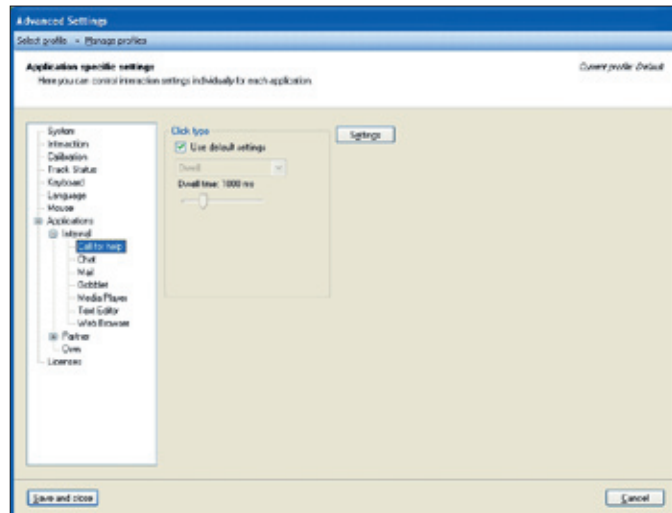 Advanced Settings
Select profile • Manage profiles
Application specific settings
Current profile: Default
Here you can control interaction settings individually for each application.
System
Interaction
Calibration
Track Status
Keyboard
Language
Mouse
Applications
Internal
Call for help
Chat
Mail
Gobbler
Media Player
Text Editor
Web Browser
Partner
Own
Licenses
Click type
Use default settings
Dwell
Dwell time: 1000 ms
Settings
Save and close
Cancel